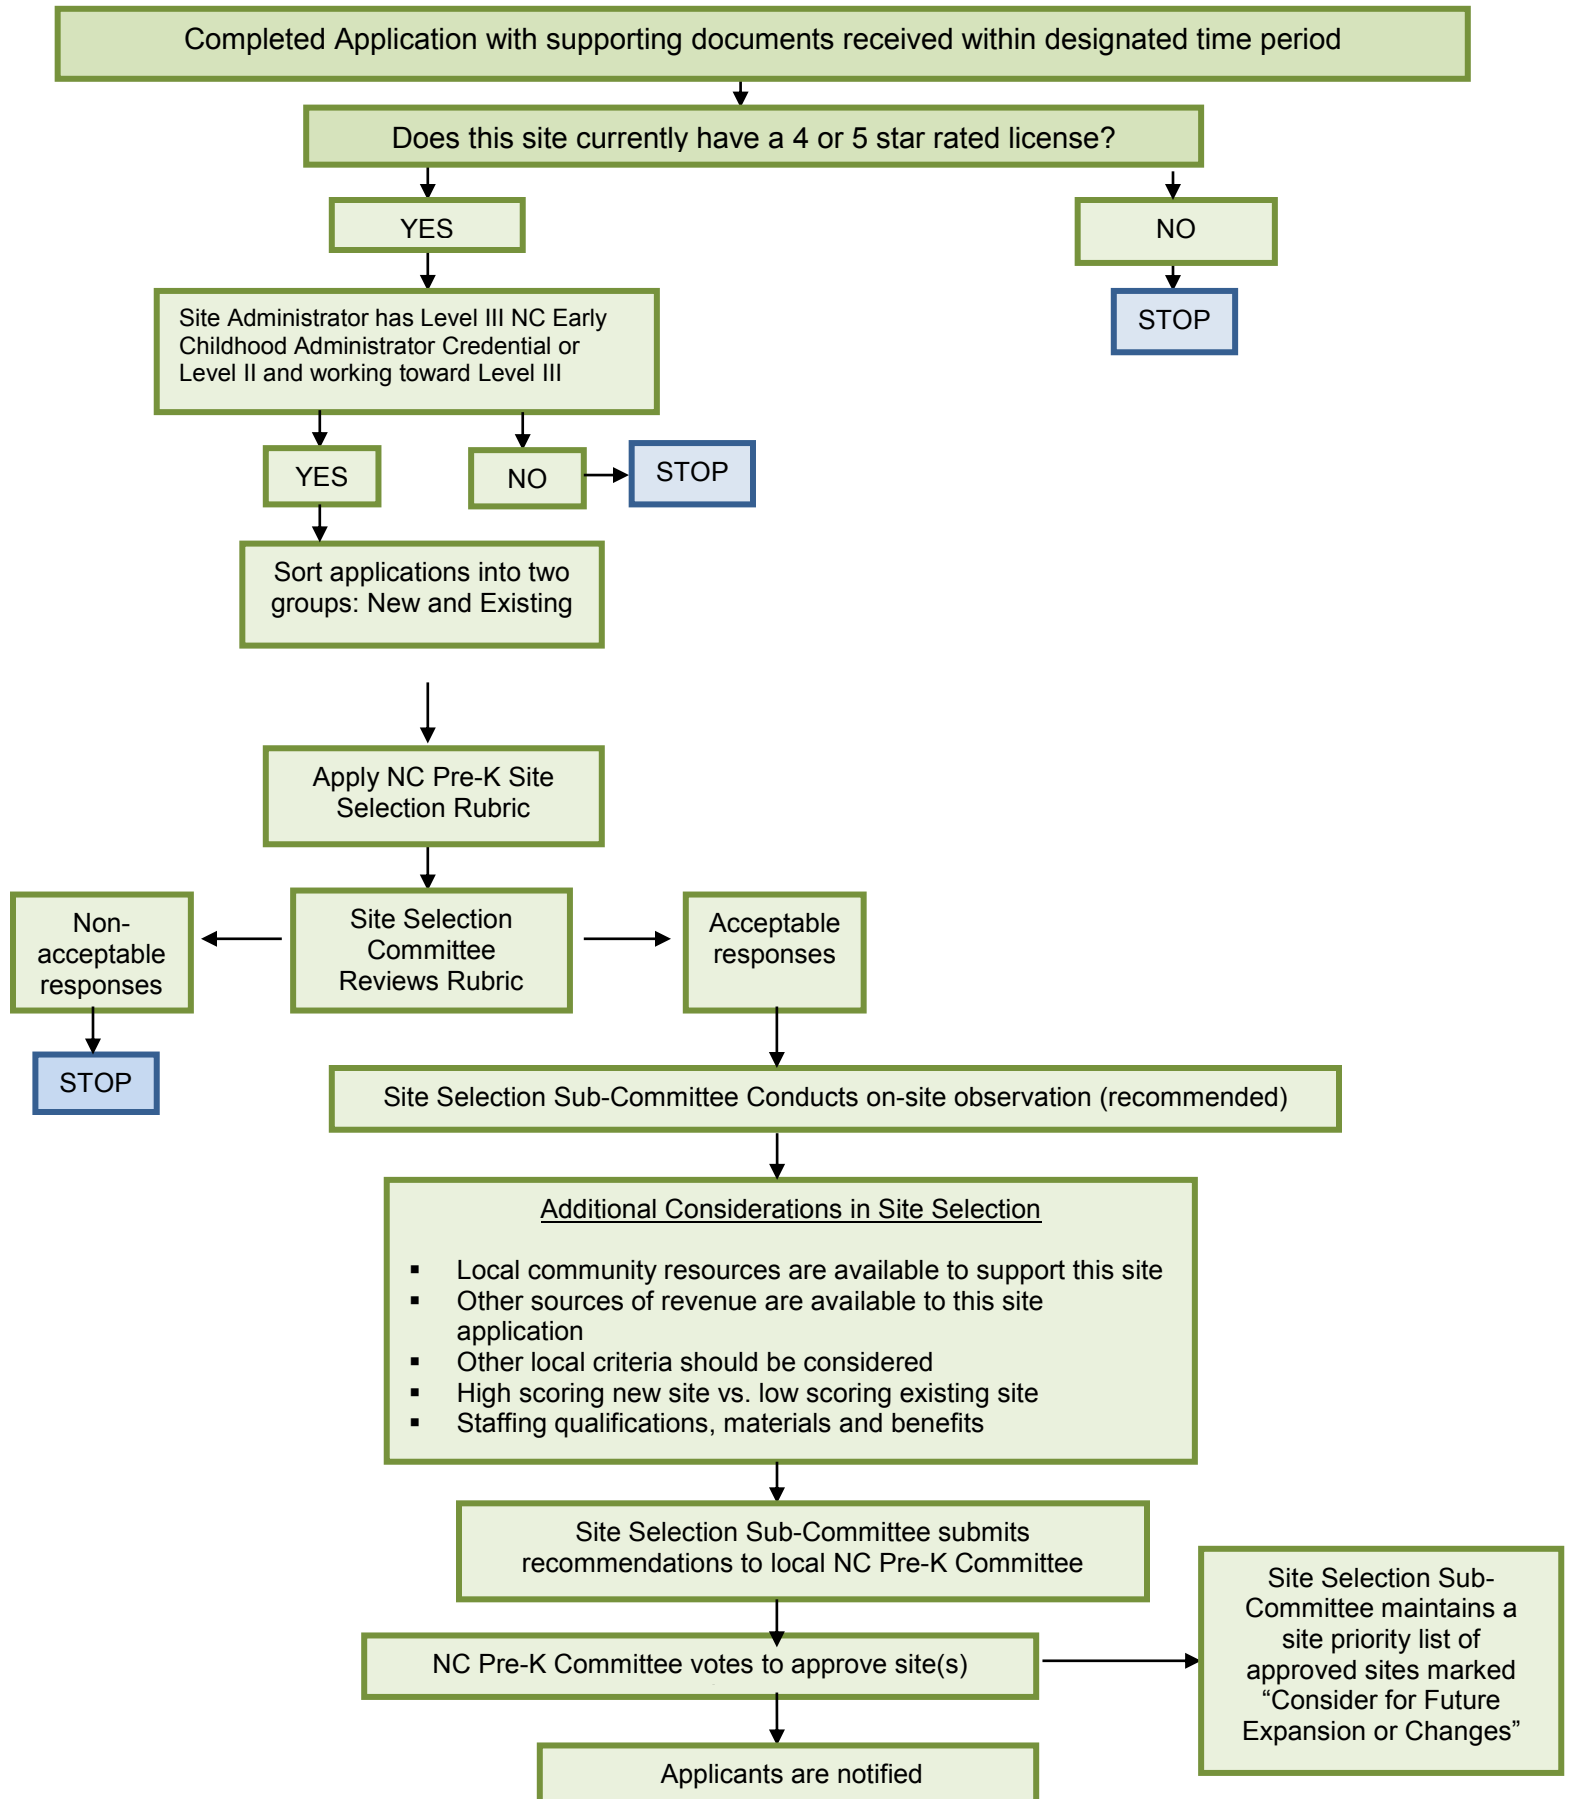 Completed Application with supporting documents received within designated time period
Does this site currently have a 4 or 5 star rated license?
YES
NO
STOP
Site Administrator has Level III NC Early
Childhood Administrator Credential or
Level II and working toward Level III
YES
NO
STOP
Sort applications into two
groups: New and Existing
Apply NC Pre-K Site
Selection Rubric
Non-
acceptable
responses
Site Selection
Committee
Reviews Rubric
Acceptable
responses
STOP
Site Selection Sub-Committee Conducts on-site observation (recommended)
Additional Considerations in Site Selection
▪ Local community resources are available to support this site
▪ Other sources of revenue are available to this site
application
▪ Other local criteria should be considered
▪ High scoring new site vs. low scoring existing site
▪ Staffing qualifications, materials and benefits
Site Selection Sub-Committee submits
recommendations to local NC Pre-K Committee
NC Pre-K Committee votes to approve site(s)
Site Selection Sub-
Committee maintains a
site priority list of
approved sites marked
“Consider for Future
Expansion or Changes”
Applicants are notified